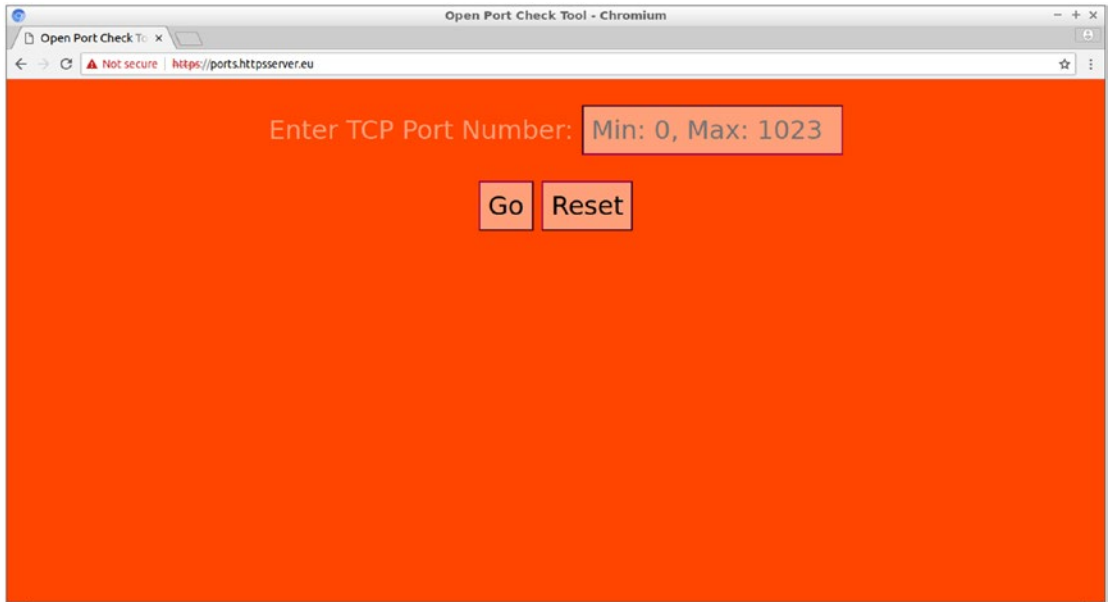 Open Port Check Tool - Chromium
Open Port Check To
Not secure | https://ports.httpsserver.eu
Enter TCP Port Number: Min: 0, Max: 1023
Go Reset